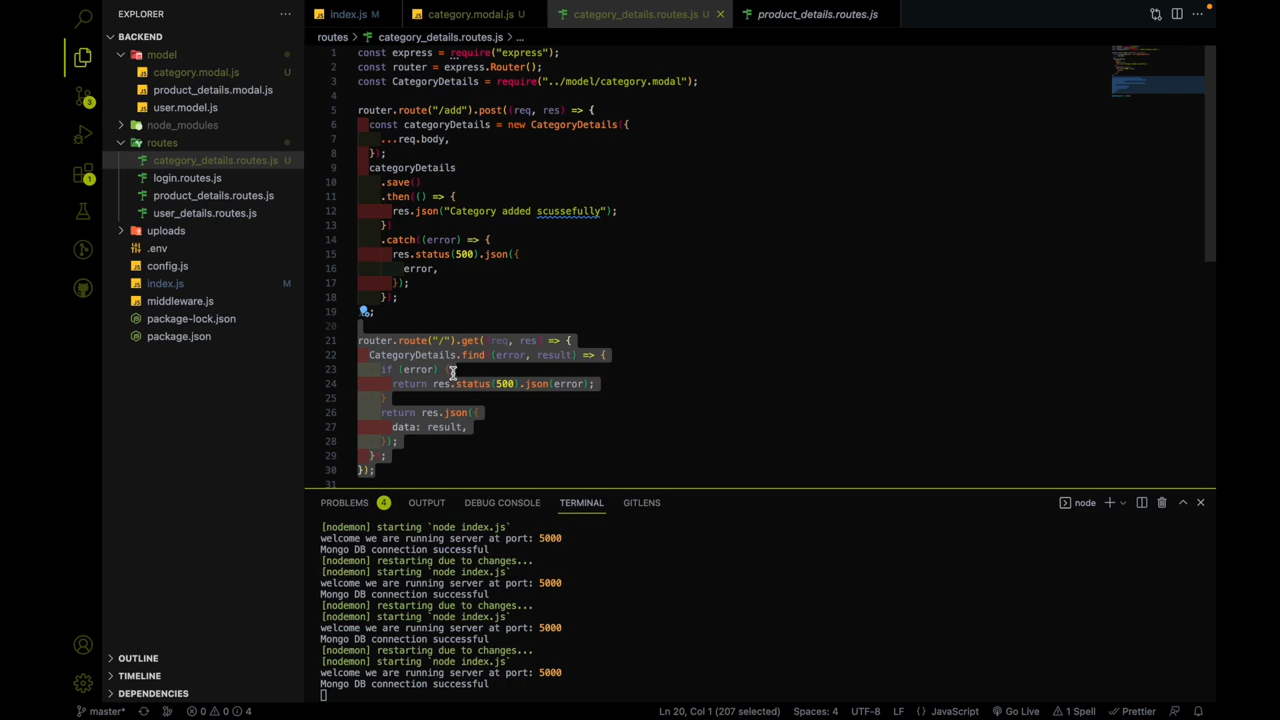 EXPLORER
···
index.js M
category.modal.js U
category_details.routes.js U
product_details.routes.js
BACKEND
routes > category_details.routes.js > ...
model
category.modal.js U
product_details.modal.js
user.model.js
node_modules
routes
category_details.routes.js U
login.routes.js
product_details.routes.js
user_details.routes.js
uploads
.env
config.js
index.js M
middleware.js
package-lock.json
package.json
OUTLINE
TIMELINE
DEPENDENCIES
3
1
1 const express = require("express");
2 const router = express.Router();
3 const CategoryDetails = require("../model/category.modal");
4
5 router.route("/add").post((req, res) => {
6 const categoryDetails = new CategoryDetails({
7 ...req.body,
8 });
9 categoryDetails
10 .save()
11 .then(() => {
12 res.json("Category added scussefully");
13 })
14 .catch((error) => {
15 res.status(500).json({
16 error,
17 });
18 });
19 ;
20
21 router.route("/").get((req, res) => {
22 CategoryDetails.find((error, result) => {
23 if (error) {
24 return res.status(500).json(error);
25 }
26 return res.json({
27 data: result,
28 });
29 });
30 });
31
PROBLEMS 4 OUTPUT DEBUG CONSOLE TERMINAL GITLENS
node
[nodemon] starting `node index.js`
welcome we are running server at port: 5000
Mongo DB connection successful
[nodemon] restarting due to changes...
[nodemon] starting `node index.js`
welcome we are running server at port: 5000
Mongo DB connection successful
[nodemon] restarting due to changes...
[nodemon] starting `node index.js`
welcome we are running server at port: 5000
Mongo DB connection successful
[nodemon] restarting due to changes...
[nodemon] starting `node index.js`
welcome we are running server at port: 5000
Mongo DB connection successful
master* 0 0 4 Ln 20, Col 1 (207 selected) Spaces: 4 UTF-8 LF {} JavaScript Go Live 1 Spell Prettier